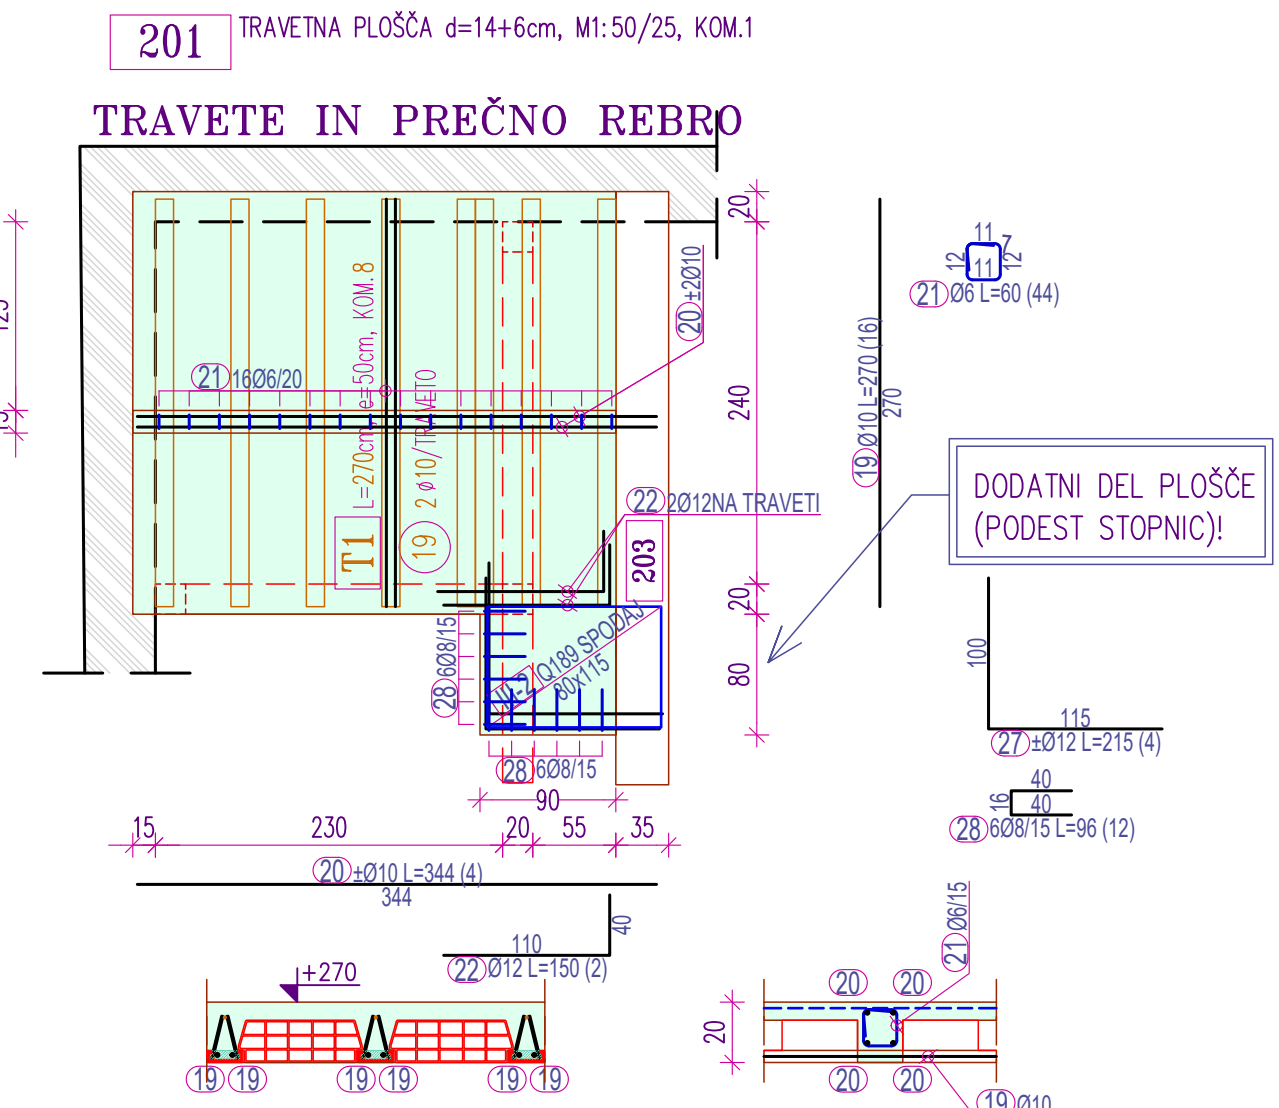 201
TRAVETNA PLOŠČA d=14+6cm, M1:50/25, KOM.1
TRAVETE IN PREČNO REBRO
20
11
7
12
11
12
21 Ø6 L=60 (44)
20 ±2Ø10
L=270cm, e=50cm, KOM.8
125
21 16Ø6/20
240
19 Ø10 L=270 (16)
270
15
2 ø10/TRAVETO
19
T1
DODATNI DEL PLOŠČE
(PODEST STOPNIC)!
22 2Ø12NA TRAVETI
203
20
28 6Ø8/15
III-2 Q189 SPODAJ
80x115
80
100
115
27 ±Ø12 L=215 (4)
28 6Ø8/15
90
40
16
40
28 6Ø8/15 L=96 (12)
15
230
20
55
35
20 ±Ø10 L=344 (4)
344
40
110
22 Ø12 L=150 (2)
21 Ø6/15
+270
20
20
20
20
20
19
19
19
19
19
19
19 Ø10